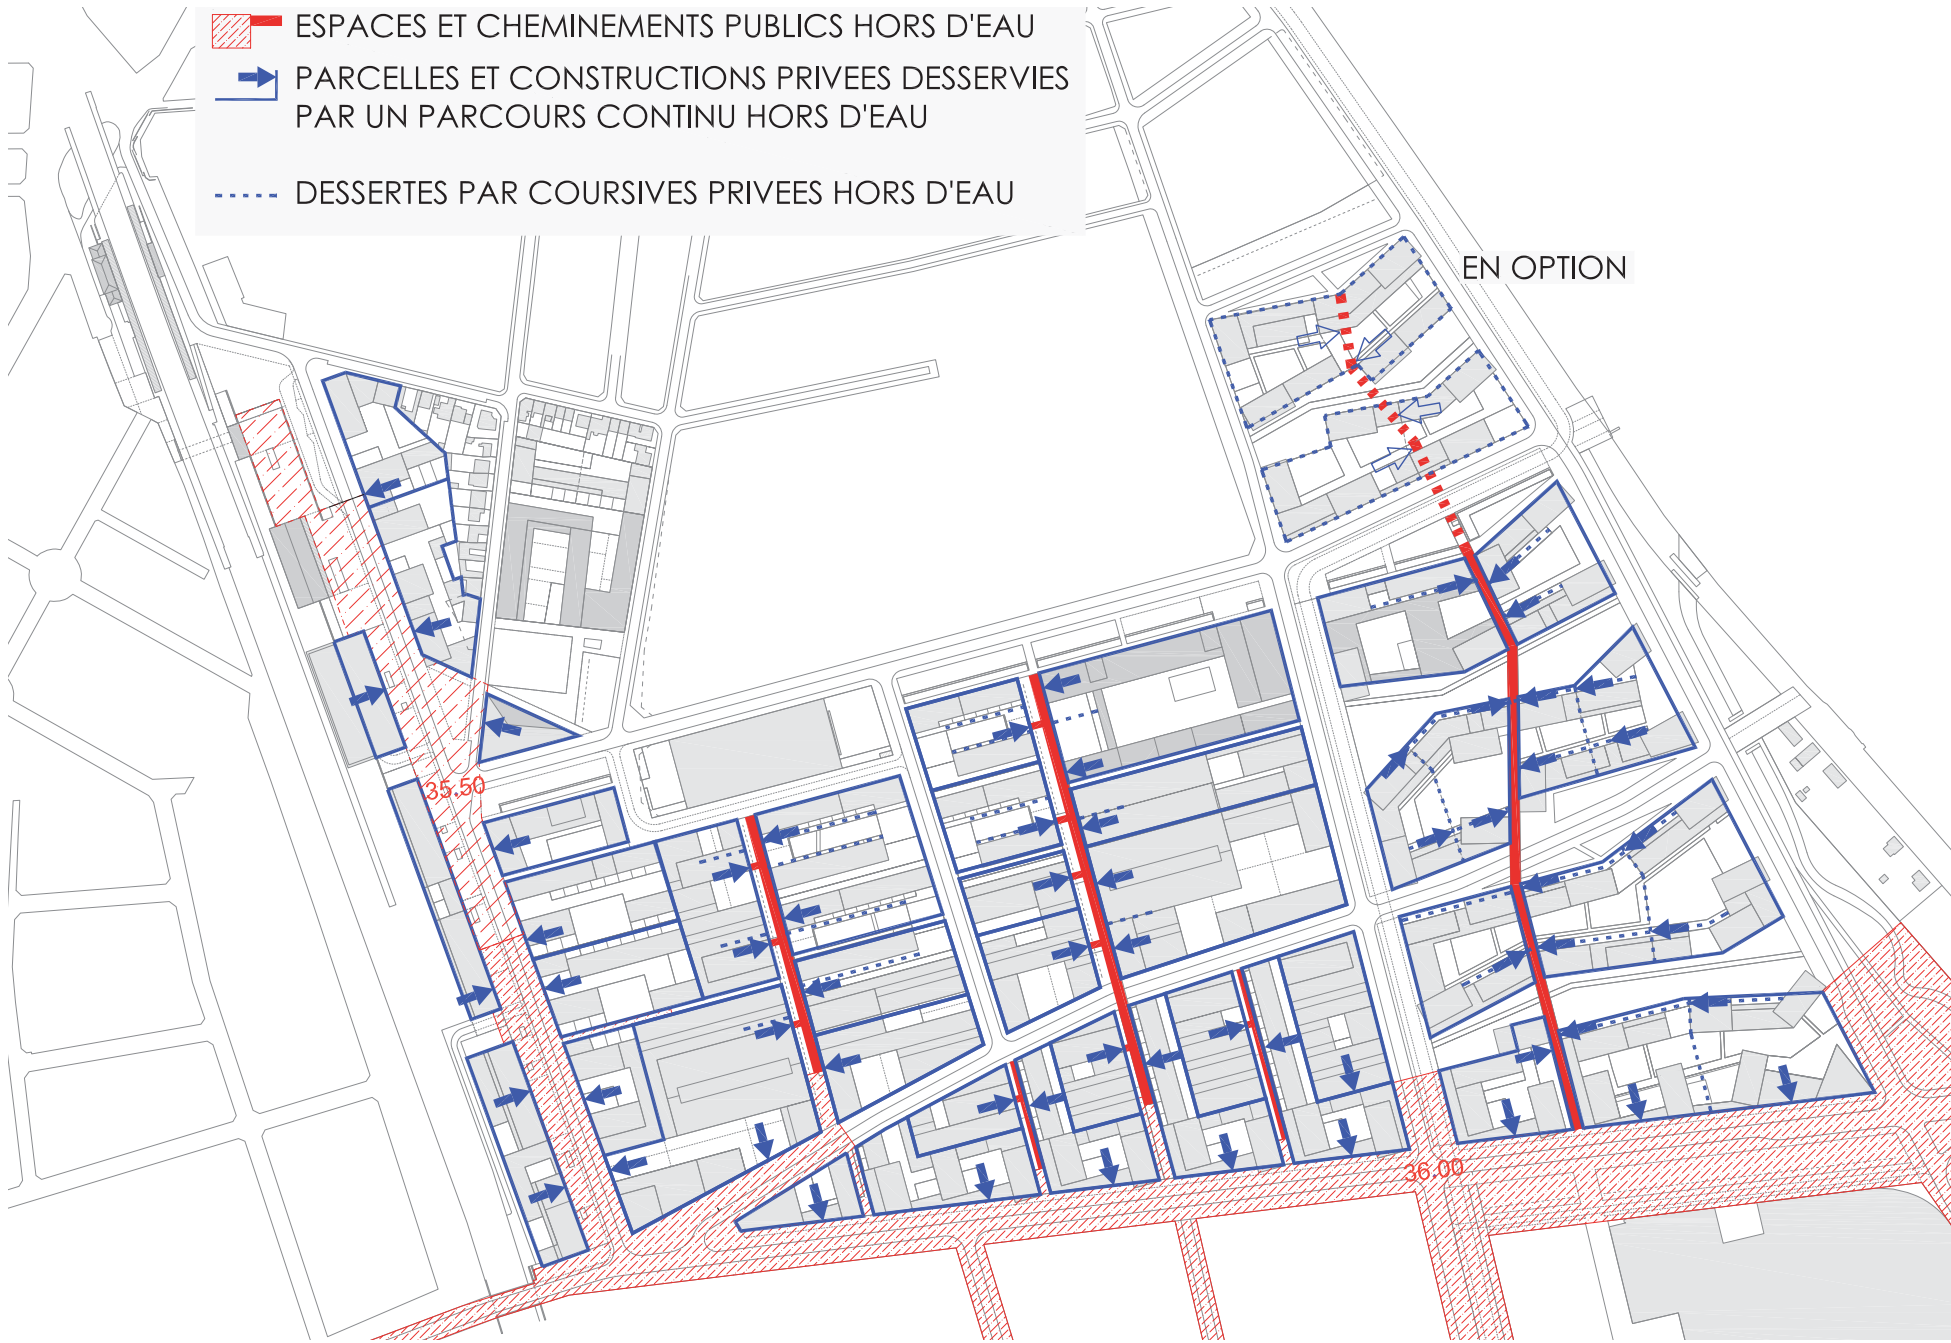 ESPACES ET CHEMINEMENTS PUBLICS HORS D'EAU
PARCELLES ET CONSTRUCTIONS PRIVEES DESSERVIES
PAR UN PARCOURS CONTINU HORS D'EAU
DESSERTES PAR COURSIVES PRIVEES HORS D'EAU
EN OPTION
35.50
36.00